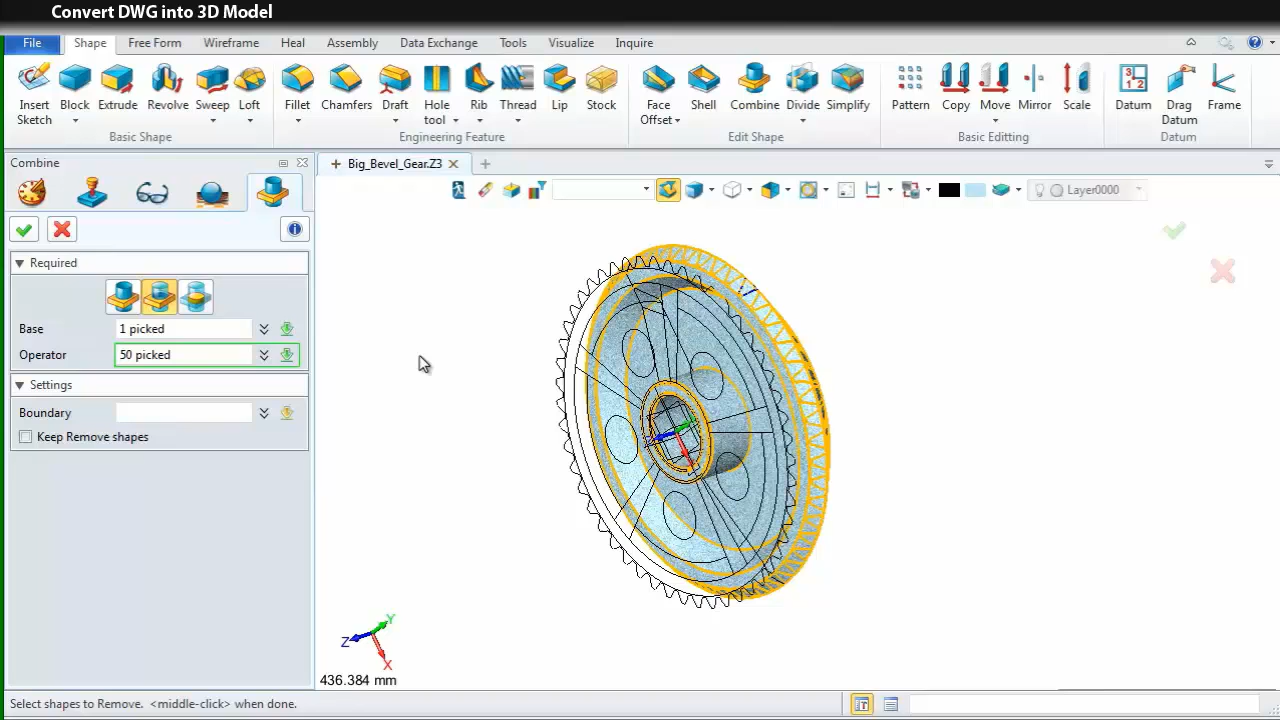 Convert DWG into 3D Model
File Shape Free Form Wireframe Heal Assembly Data Exchange Tools Visualize Inquire
Insert Sketch Block Extrude Revolve Sweep Loft Fillet Chamfers Draft Hole tool Rib Thread Lip Stock Face Offset Shell Combine Divide Simplify Pattern Copy Move Mirror Scale Datum Drag Datum Frame
Basic Shape Engineering Feature Edit Shape Basic Editing Datum
Combine
Big_Bevel_Gear.Z3
Layer0000
Required
Base 1 picked
Operator 50 picked
Settings
Boundary
Keep Remove shapes
Y
Z
X
436.384 mm
Select shapes to Remove. <middle-click> when done.